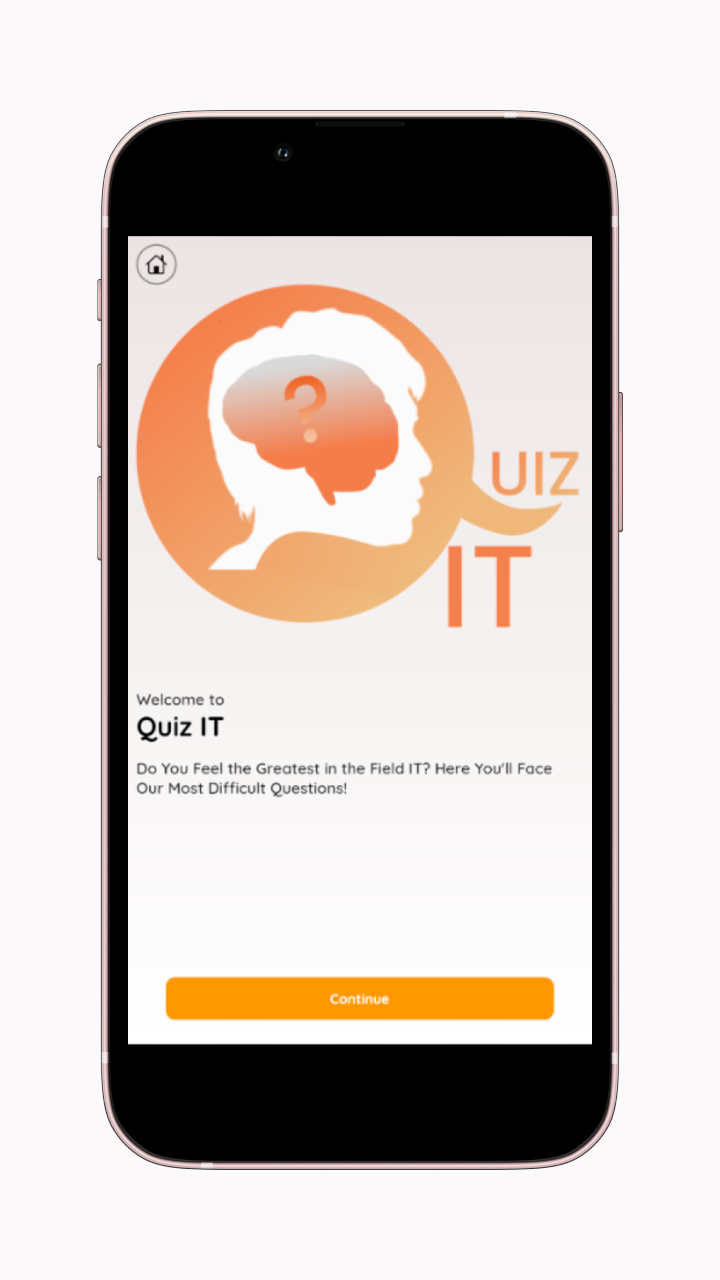 ?
UIZ
IT
Welcome to
Quiz IT
Do You Feel the Greatest in the Field IT? Here You'll Face
Our Most Difficult Questions!
Continue